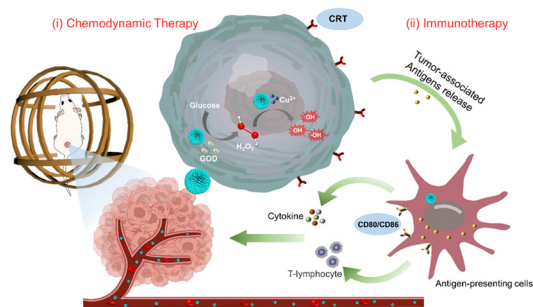 (i) Chemodynamic Therapy
CRT
(ii) Immunotherapy
Tumor-associated
Antigens release
Glucose
Cu²⁺
·OH
·OH
·OH
H₂O₂
GOD
Cytokine
CD80/CD86
T-lymphocyte
Antigen-presenting cells